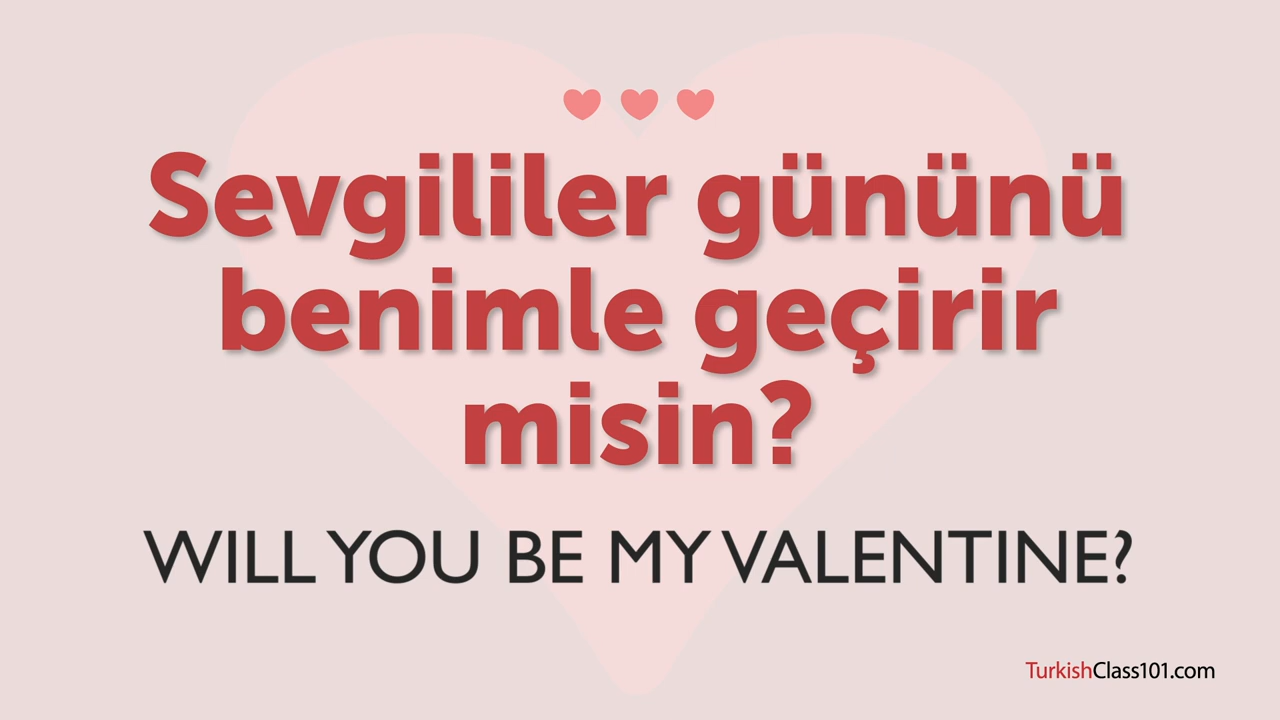 Sevgililer gününü
benimle geçirir
misin?
WILL YOU BE MY VALENTINE?
TurkishClass101.com